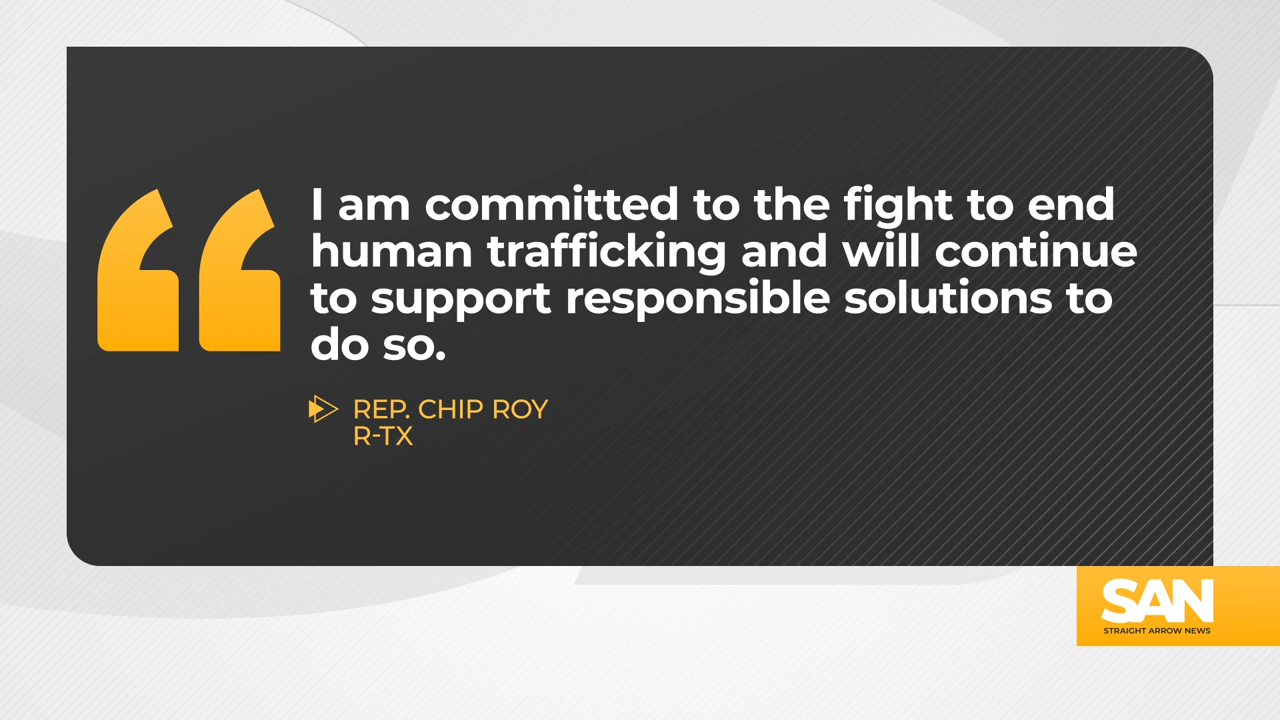 I am committed to the fight to end
human trafficking and will continue
to support responsible solutions to
do so.
REP. CHIP ROY
R-TX
SAN
STRAIGHT ARROW NEWS